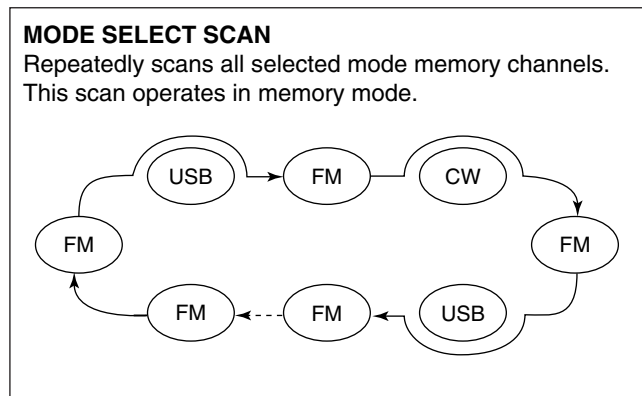 MODE SELECT SCAN
Repeatedly scans all selected mode memory channels.
This scan operates in memory mode.
USB
FM
CW
FM
FM
FM
FM
USB